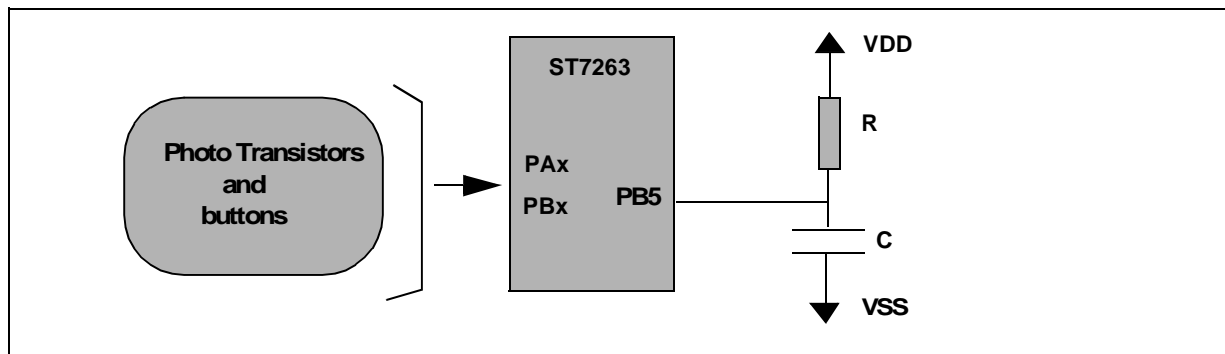 ST7263
VDD
R
Photo Transistors
and
buttons
PAx
PBx
PB5
C
VSS